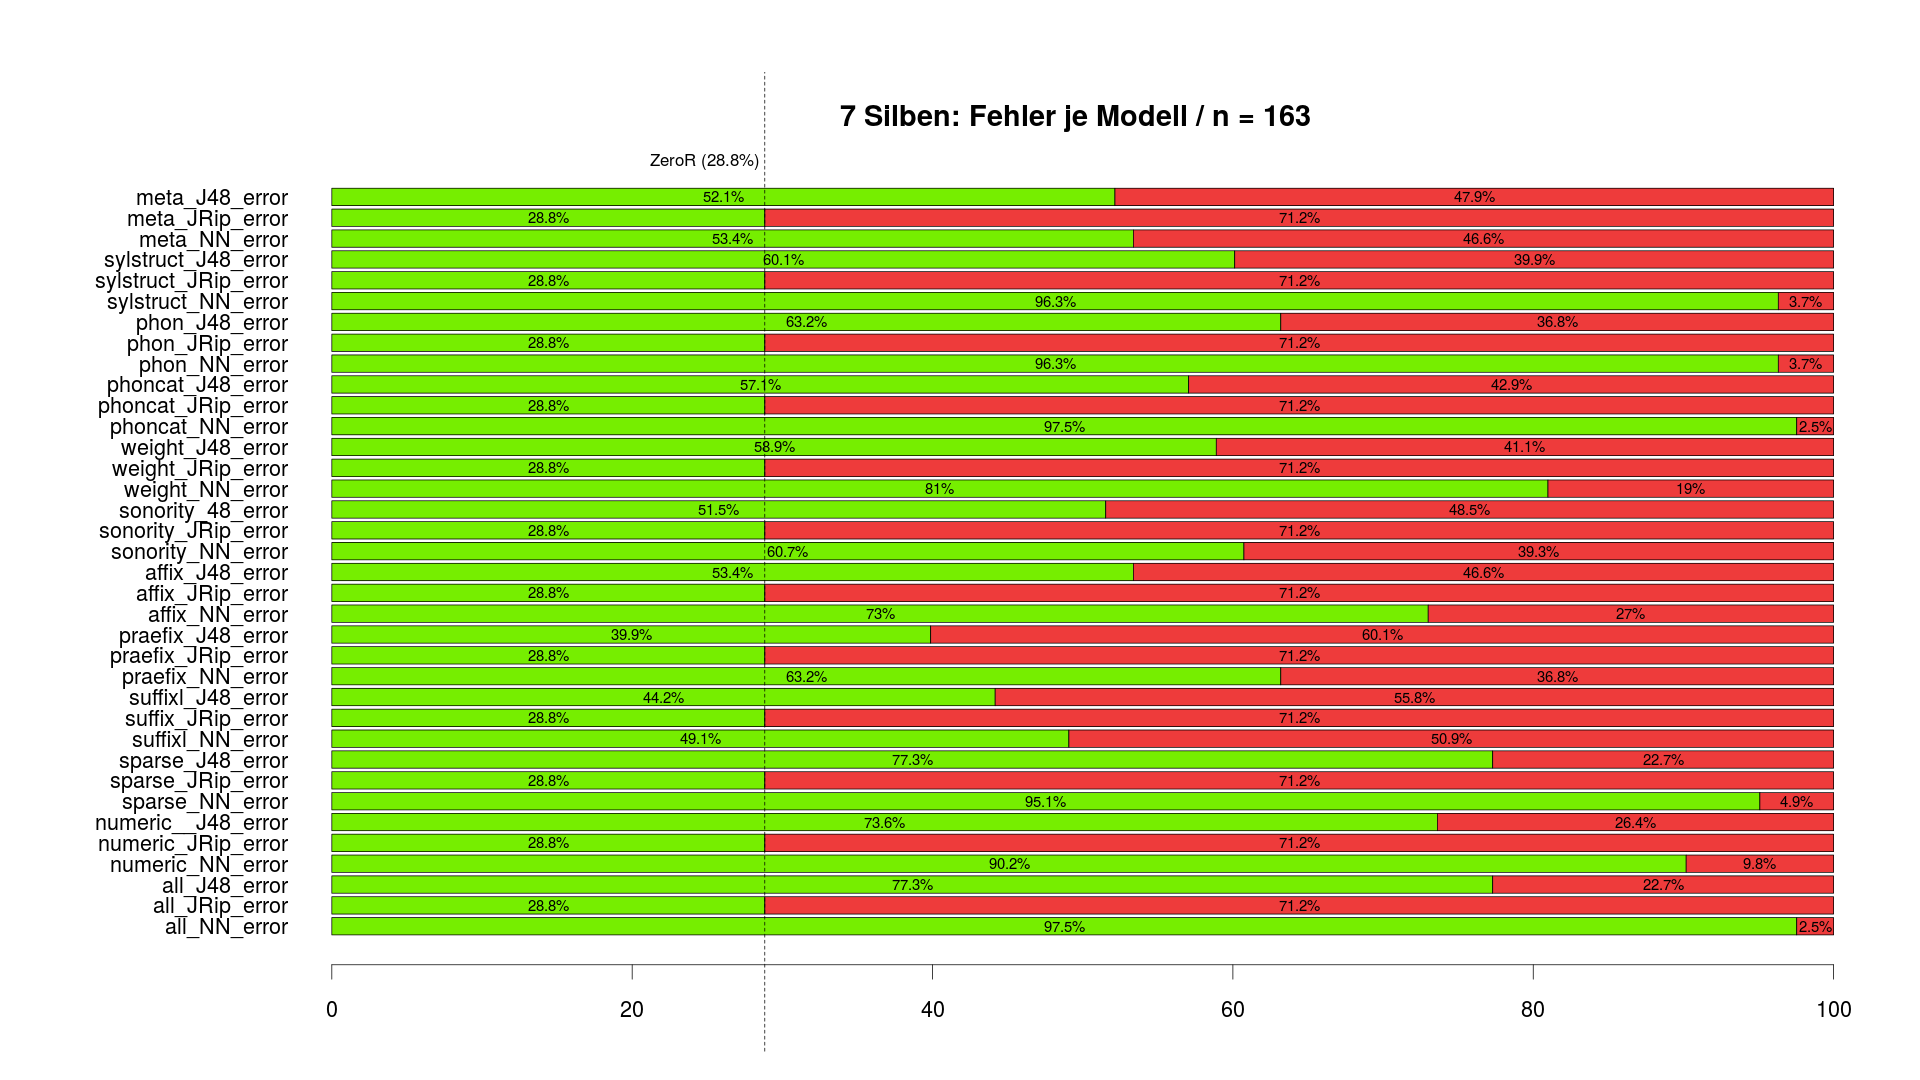 7 Silben: Fehler je Modell / n = 163
ZeroR (28.8%)
meta_J48_error 52.1% 47.9%
meta_JRip_error 28.8% 71.2%
meta_NN_error 53.4% 46.6%
sylstruct_J48_error 60.1% 39.9%
sylstruct_JRip_error 28.8% 71.2%
sylstruct_NN_error 96.3% 3.7%
phon_J48_error 63.2% 36.8%
phon_JRip_error 28.8% 71.2%
phon_NN_error 96.3% 3.7%
phoncat_J48_error 57.1% 42.9%
phoncat_JRip_error 28.8% 71.2%
phoncat_NN_error 97.5% 2.5%
weight_J48_error 58.9% 41.1%
weight_JRip_error 28.8% 71.2%
weight_NN_error 81% 19%
sonority_48_error 51.5% 48.5%
sonority_JRip_error 28.8% 71.2%
sonority_NN_error 60.7% 39.3%
affix_J48_error 53.4% 46.6%
affix_JRip_error 28.8% 71.2%
affix_NN_error 73% 27%
praefix_J48_error 39.9% 60.1%
praefix_JRip_error 28.8% 71.2%
praefix_NN_error 63.2% 36.8%
suffixl_J48_error 44.2% 55.8%
suffix_JRip_error 28.8% 71.2%
suffixl_NN_error 49.1% 50.9%
sparse_J48_error 77.3% 22.7%
sparse_JRip_error 28.8% 71.2%
sparse_NN_error 95.1% 4.9%
numeric__J48_error 73.6% 26.4%
numeric_JRip_error 28.8% 71.2%
numeric_NN_error 90.2% 9.8%
all_J48_error 77.3% 22.7%
all_JRip_error 28.8% 71.2%
all_NN_error 97.5% 2.5%
0 20 40 60 80 100